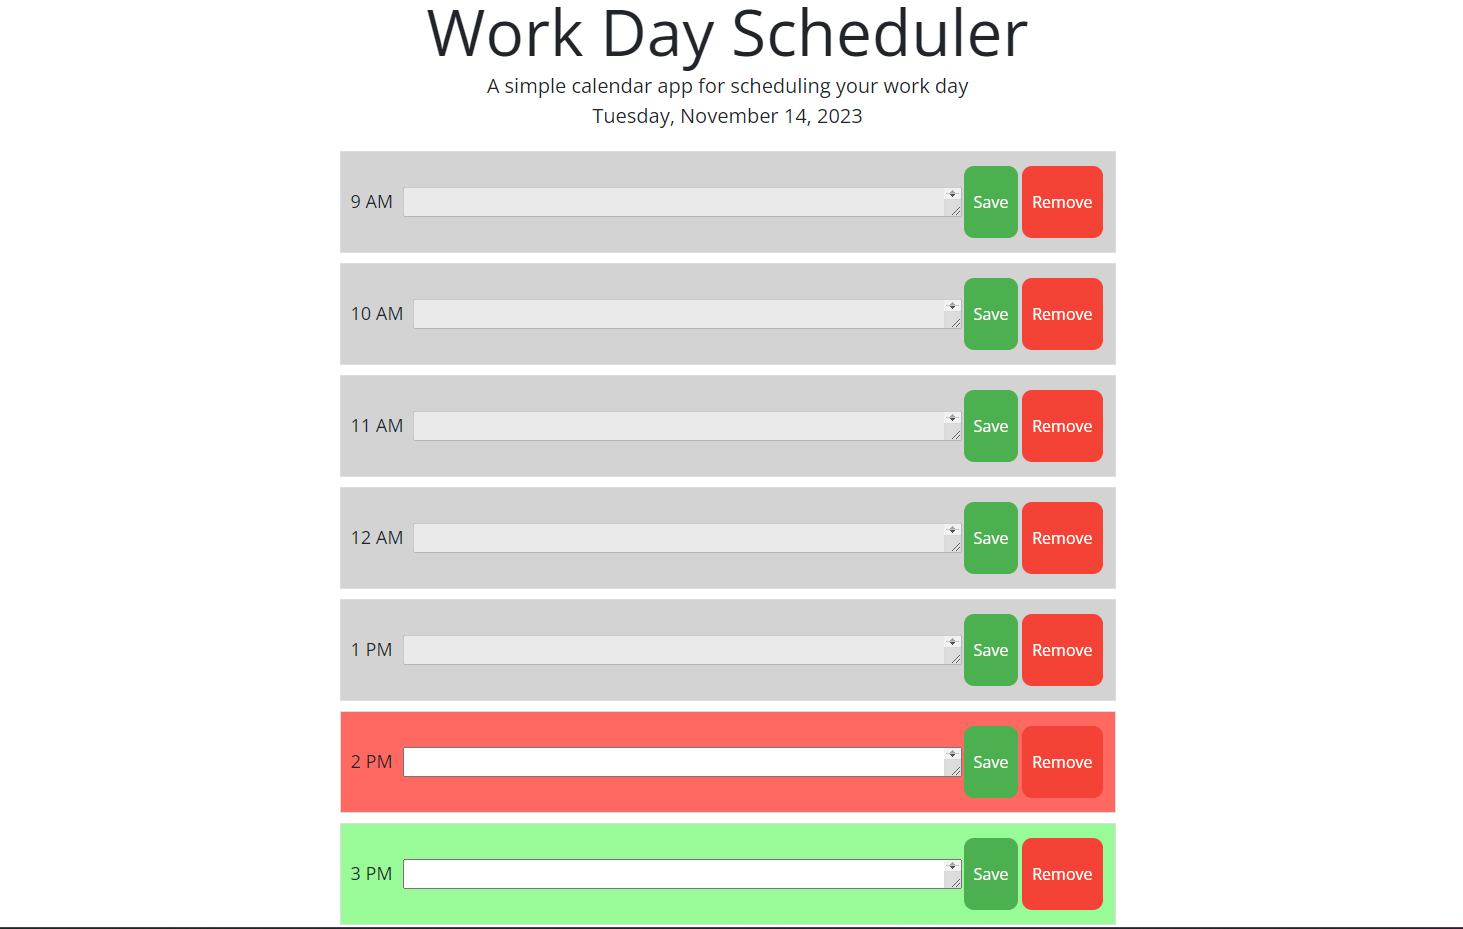 Work Day Scheduler
A simple calendar app for scheduling your work day
Tuesday, November 14, 2023
9 AM Save Remove
10 AM Save Remove
11 AM Save Remove
12 AM Save Remove
1 PM Save Remove
2 PM Save Remove
3 PM Save Remove